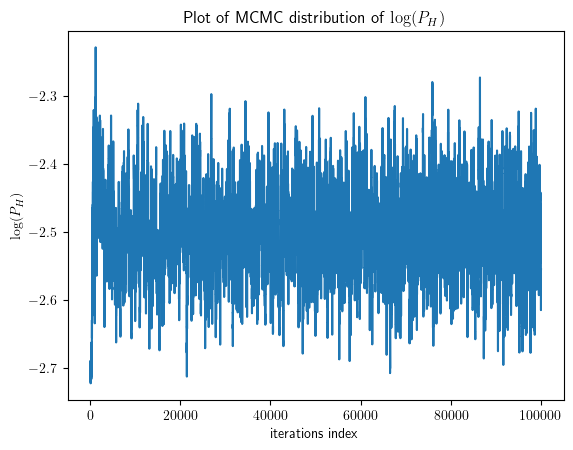 Plot of MCMC distribution of log(P_H)
−2.3
−2.4
−2.5
−2.6
−2.7
log(P_H)
0 20000 40000 60000 80000 100000
iterations index